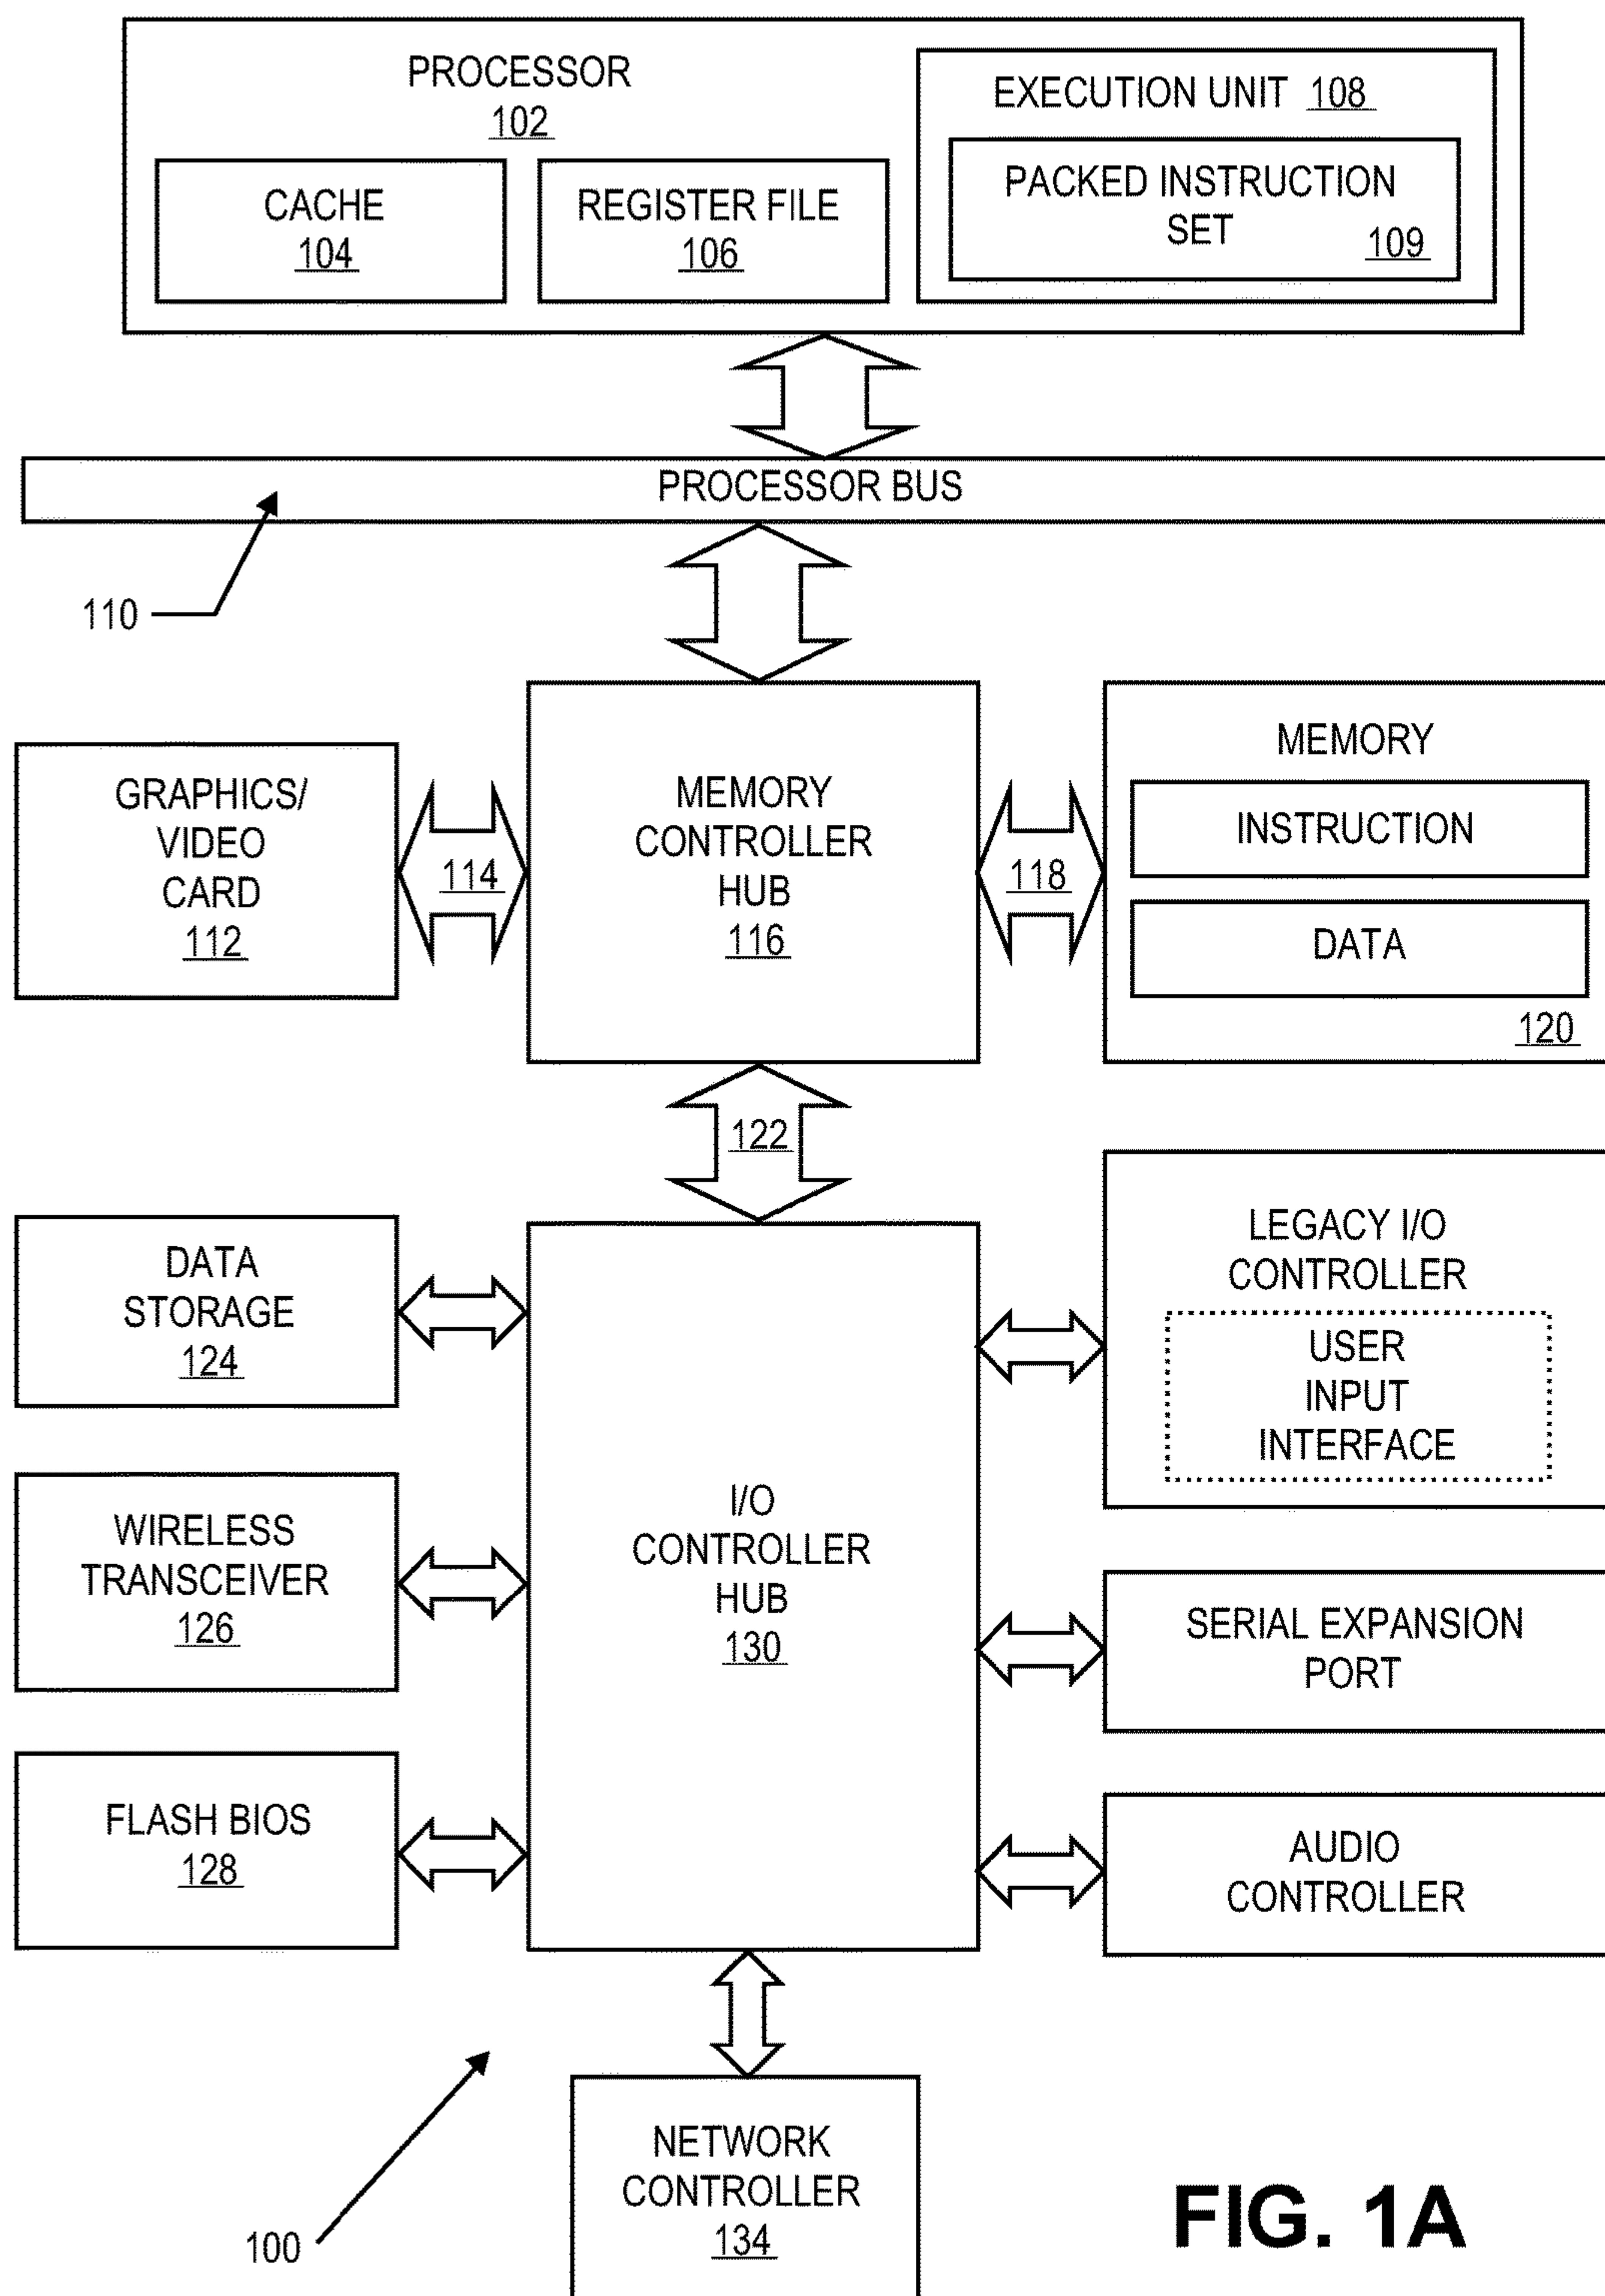 PROCESSOR
102
CACHE
104
REGISTER FILE
106
EXECUTION UNIT 108
PACKED INSTRUCTION
SET
109
PROCESSOR BUS
110
GRAPHICS/
VIDEO
CARD
112
114
MEMORY
CONTROLLER
HUB
116
118
MEMORY
INSTRUCTION
DATA
120
122
DATA
STORAGE
124
WIRELESS
TRANSCEIVER
126
FLASH BIOS
128
I/O
CONTROLLER
HUB
130
LEGACY I/O
CONTROLLER
USER
INPUT
INTERFACE
SERIAL EXPANSION
PORT
AUDIO
CONTROLLER
NETWORK
CONTROLLER
134
100
FIG. 1A